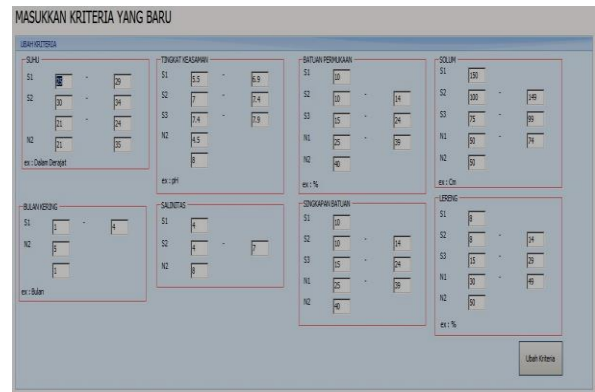 MASUKKAN KRITERIA YANG BARU
UBAH KRITERIA
SUHU
S1 25 - 29
S2 30 - 34
21 - 24
N2 21 35
ex : Dalam Derajat
TINGKAT KEASAMAN
S1 5.5 - 6.9
S2 7 - 7.4
S3 7.4 - 7.9
N2 4.5
8
ex : pH
BATUAN PERMUKAAN
S1 10
S2 10 - 14
S3 15 - 24
N1 25 - 39
N2 40
ex : %
SOLUM
S1 150
S2 100 - 149
S3 75 - 99
N1 50 - 74
N2 50
ex : Cm
BULAN KERING
S1 1 - 4
N2 5
1
ex : Bulan
SALINITAS
S1 4
S2 4 - 7
N2 8
SINGKAPAN BATUAN
S1 10
S2 10 - 14
S3 15 - 24
N1 25 - 39
N2 40
LERENG
S1 8
S2 8 - 14
S3 15 - 29
N1 30 - 49
N2 50
ex : %
Ubah Kriteria